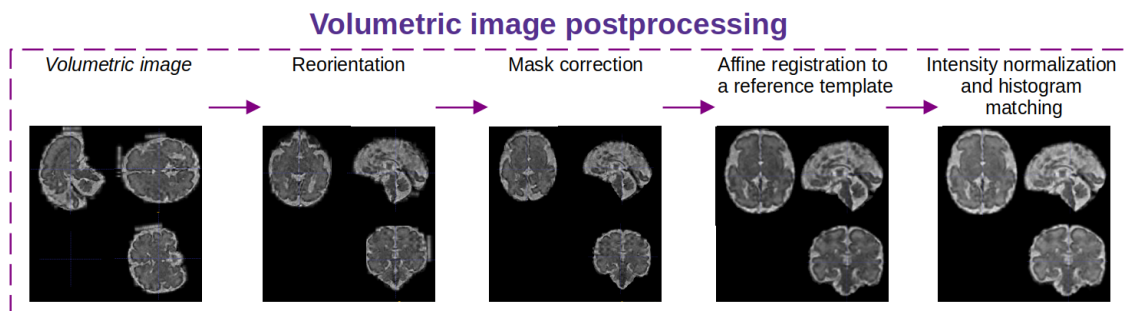 Volumetric image postprocessing
Volumetric image
Reorientation
Mask correction
Affine registration to
a reference template
Intensity normalization
and histogram
matching